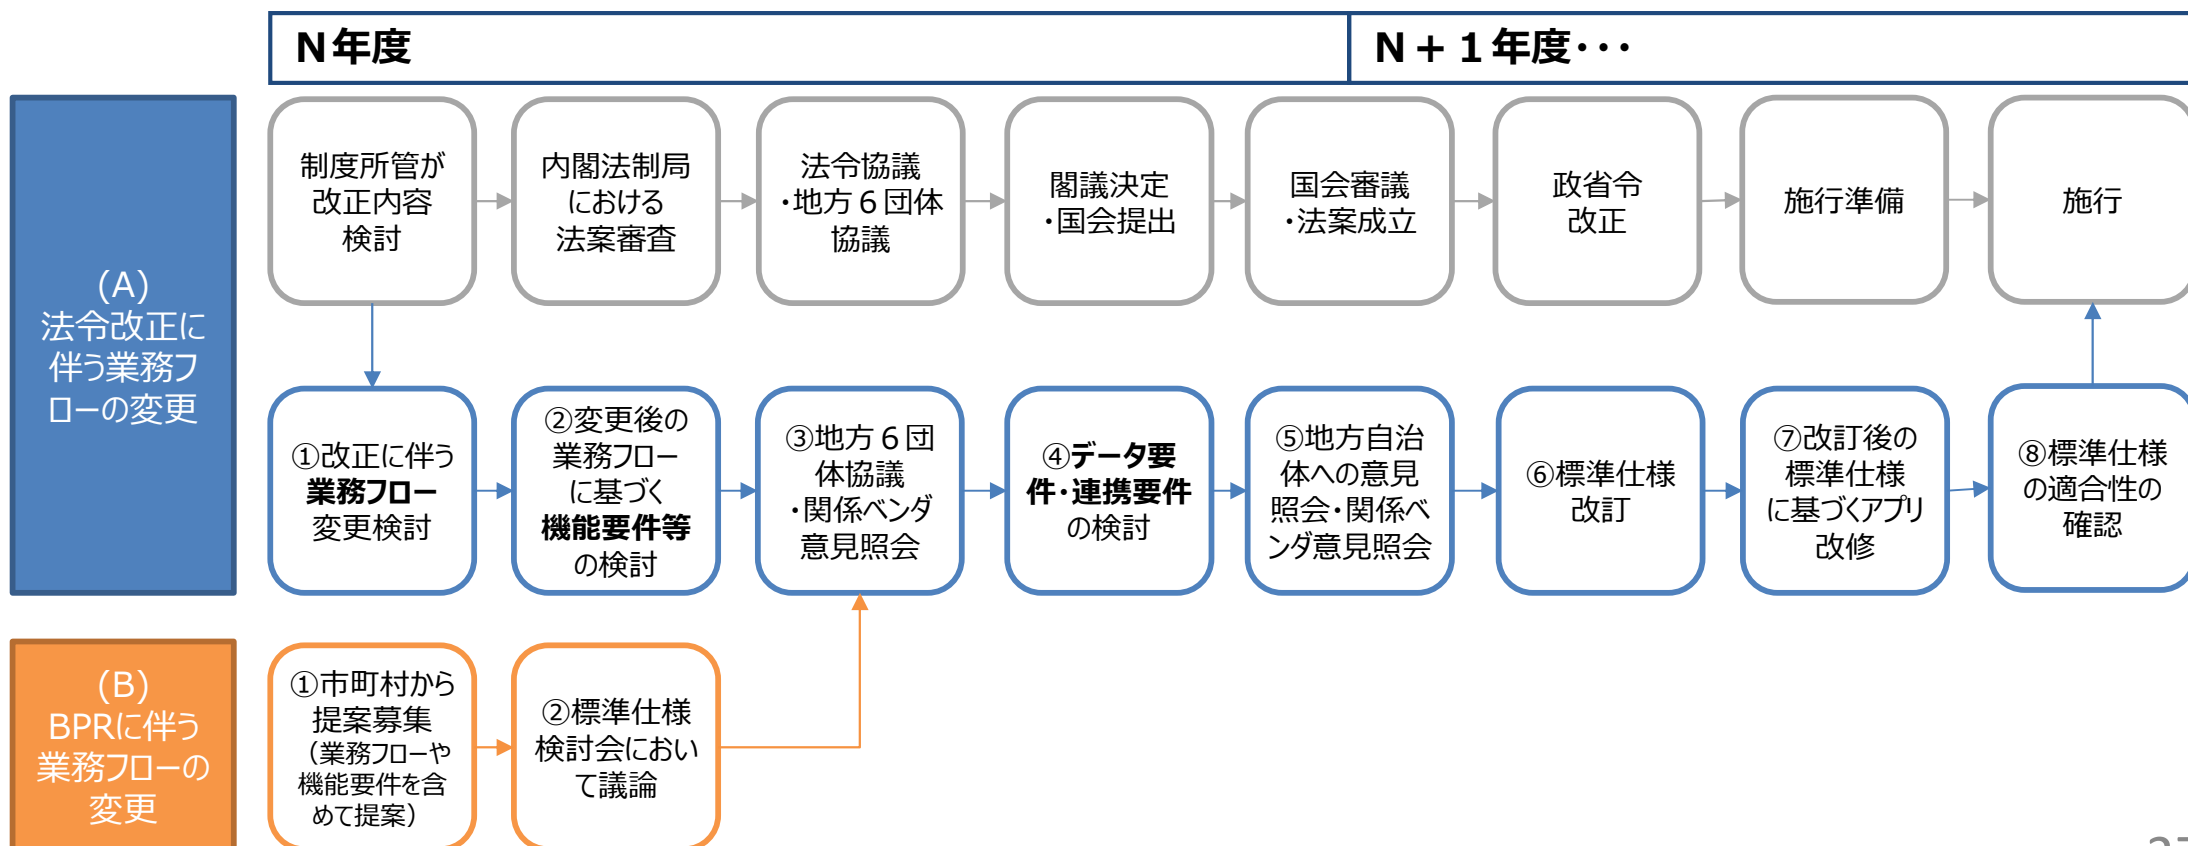 N年度
N+1年度･･･
(A)
法令改正に
伴う業務フ
ローの変更
制度所管が
改正内容
検討
内閣法制局
における
法案審査
法令協議
・地方６団体
協議
閣議決定
・国会提出
国会審議
・法案成立
政省令
改正
施行準備
施行
①改正に伴う
業務フロー
変更検討
②変更後の
業務フロー
に基づく
機能要件等
の検討
③地方６団
体協議
・関係ベンダ
意見照会
④データ要
件・連携要件
の検討
⑤地方自治
体への意見
照会・関係ベ
ンダ意見照会
⑥標準仕様
改訂
⑦改訂後の
標準仕様
に基づくアプリ
改修
⑧標準仕様
の適合性の
確認
(B)
BPRに伴う
業務フローの
変更
①市町村から
提案募集
（業務フローや
機能要件を含
めて提案）
②標準仕様
検討会におい
て議論